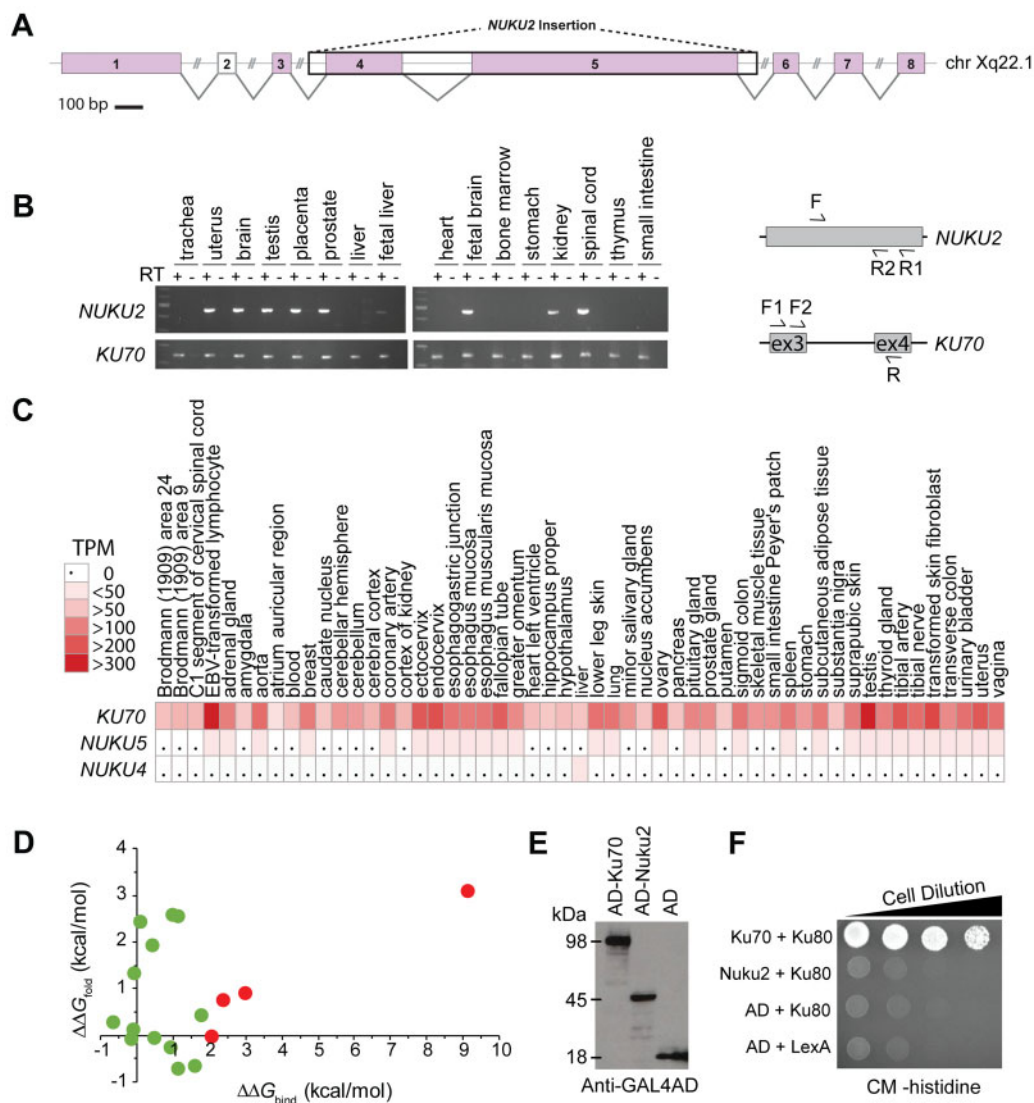 A
NUKU2 Insertion
1 // 2 // 3 // 4 5 // 6 // 7 // 8 chr Xq22.1
100 bp
B
trachea
uterus
brain
testis
placenta
prostate
liver
fetal liver
heart
fetal brain
bone marrow
stomach
kidney
spinal cord
thymus
small intestine
RT + - + - + - + - + - + - + - + - + - + - + - + - + - + - + - + -
NUKU2
KU70
F
NUKU2
R2 R1
F1 F2
ex3 ex4 KU70
R
C
TPM
0
<50
>50
>100
>200
>300
Brodmann (1909) area 24
Brodmann (1909) area 9
C1 segment of cervical spinal cord
EBV-transformed lymphocyte
adrenal gland
amygdala
aorta
atrium auricular region
blood
breast
caudate nucleus
cerebellar hemisphere
cerebellum
cerebral cortex
coronary artery
cortex of kidney
ectocervix
endocervix
esophagogastric junction
esophagus mucosa
esophagus muscularis mucosa
fallopian tube
greater omentum
heart left ventricle
hippocampus proper
hypothalamus
liver
lower leg skin
lung
minor salivary gland
nucleus accumbens
ovary
pancreas
pituitary gland
prostate gland
putamen
sigmoid colon
skeletal muscle tissue
small intestine Peyer's patch
spleen
stomach
subcutaneous adipose tissue
substantia nigra
suprapubic skin
testis
thyroid gland
tibial artery
tibial nerve
transformed skin fibroblast
transverse colon
urinary bladder
uterus
vagina
KU70
NUKU5
NUKU4
D
ΔΔGfold (kcal/mol)
4
3
2
1
0
-1
-1 1 2 3 4 5 6 7 8 9 10
ΔΔGbind (kcal/mol)
E
AD-Ku70
AD-Nuku2
AD
kDa
98
45
18
Anti-GAL4AD
F
Cell Dilution
Ku70 + Ku80
Nuku2 + Ku80
AD + Ku80
AD + LexA
CM -histidine